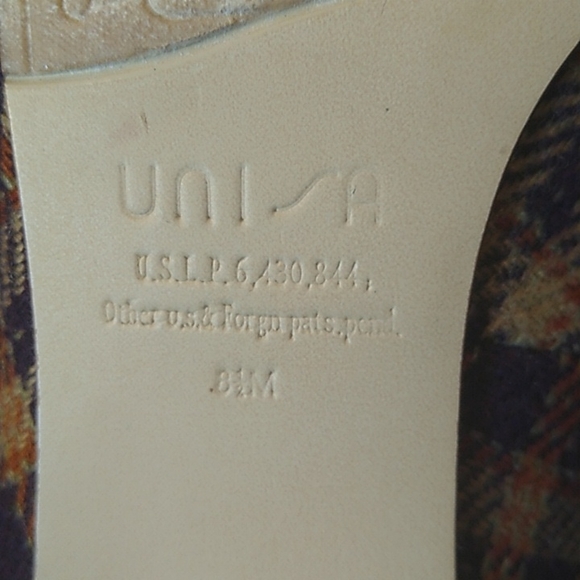 UNISA
U.S.L.P. 6,430,844,
Other u.s.& Forgn pats.pend.
8½M